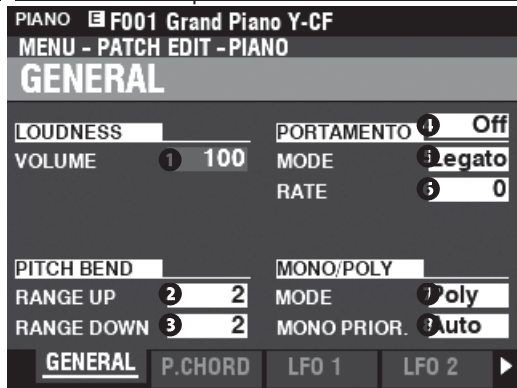 PIANO E F001 Grand Piano Y-CF
MENU - PATCH EDIT - PIANO
GENERAL
LOUDNESS
VOLUME 1 100
PORTAMENTO 4 Off
MODE 5 Legato
RATE 6 0
PITCH BEND
RANGE UP 2 2
RANGE DOWN 3 2
MONO/POLY
MODE 7 Poly
MONO PRIOR. 8 Auto
GENERAL P.CHORD LFO 1 LFO 2